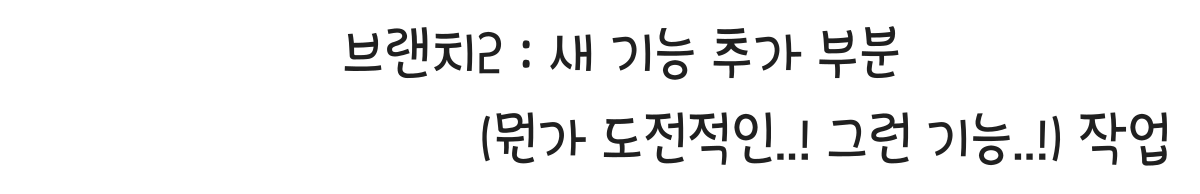 브랜치2 : 새 기능 추가 부분
(뭔가 도전적인..! 그런 기능..!) 작업